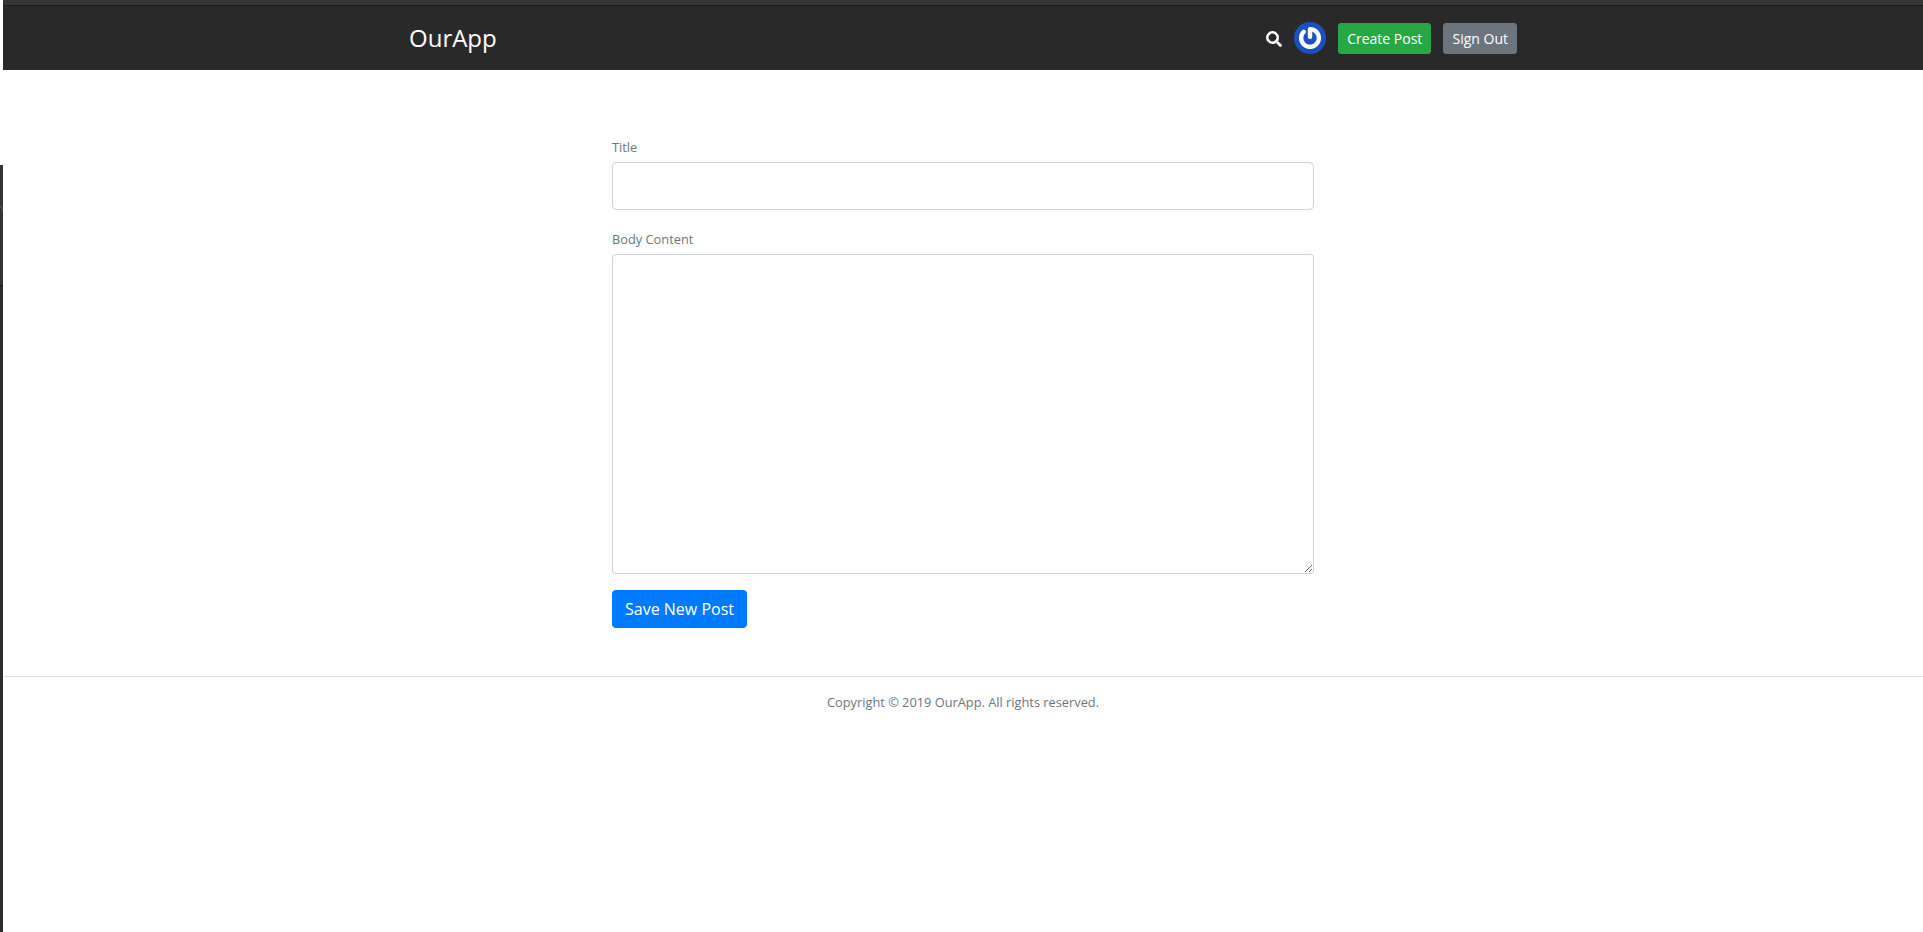 OurApp
Create Post
Sign Out
Title
Body Content
Save New Post
Copyright © 2019 OurApp. All rights reserved.